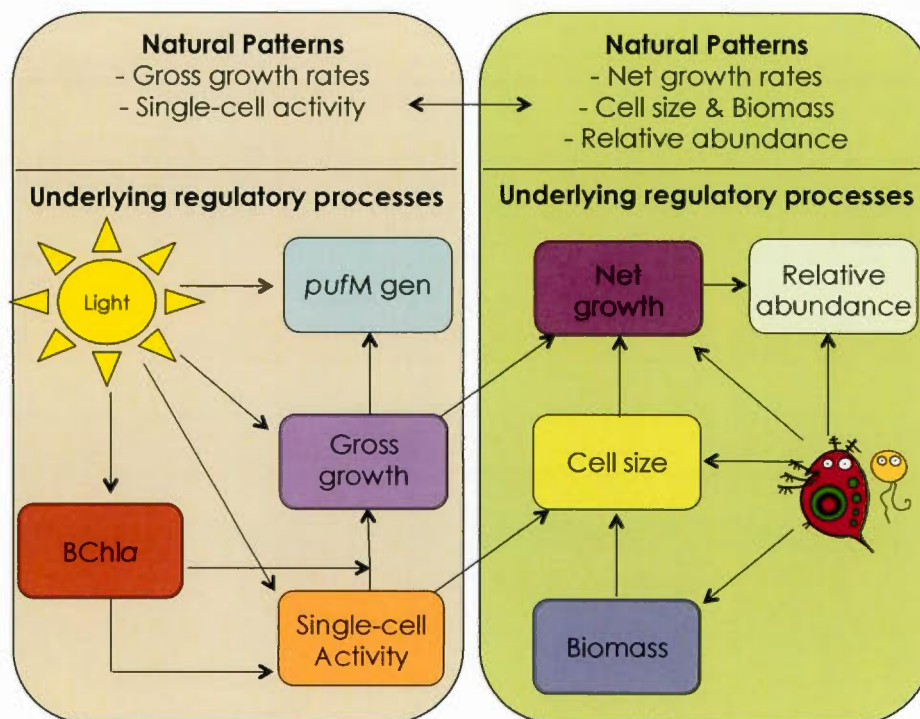 Natural Patterns
- Gross growth rates
- Single-cell activity
Underlying regulatory processes
Light
pufM gen
Gross
growth
BChla
Single-cell
Activity
Natural Patterns
- Net growth rates
- Cell size & Biomass
- Relative abundance
Underlying regulatory processes
Net
growth
Relative
abundance
Cell size
Biomass